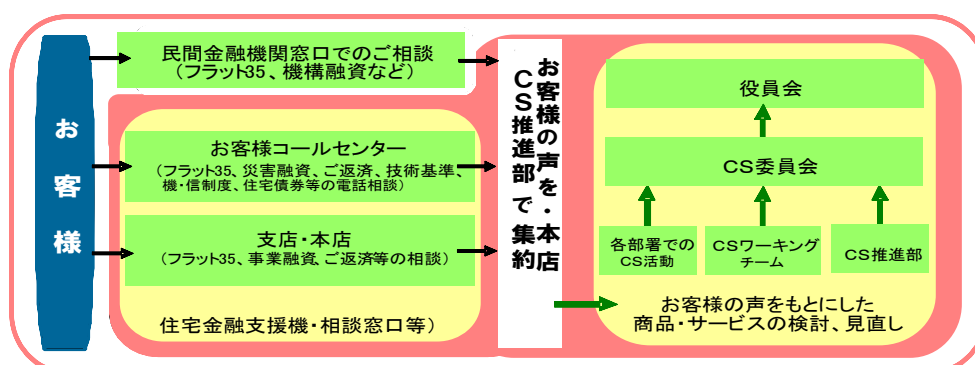 お客様
民間金融機関窓口でのご相談
（フラット35、機構融資など）
お客様コールセンター
（フラット35、災害融資、ご返済、技術基準、
機・信制度、住宅債券等の電話相談）
支店・本店
（フラット35、事業融資、ご返済等の相談）
住宅金融支援機・相談窓口等）
お客様の声を・本店
CS推進部で集約
役員会
CS委員会
各部署での
CS活動
CSワーキング
チーム
CS推進部
お客様の声をもとにした
商品・サービスの検討、見直し